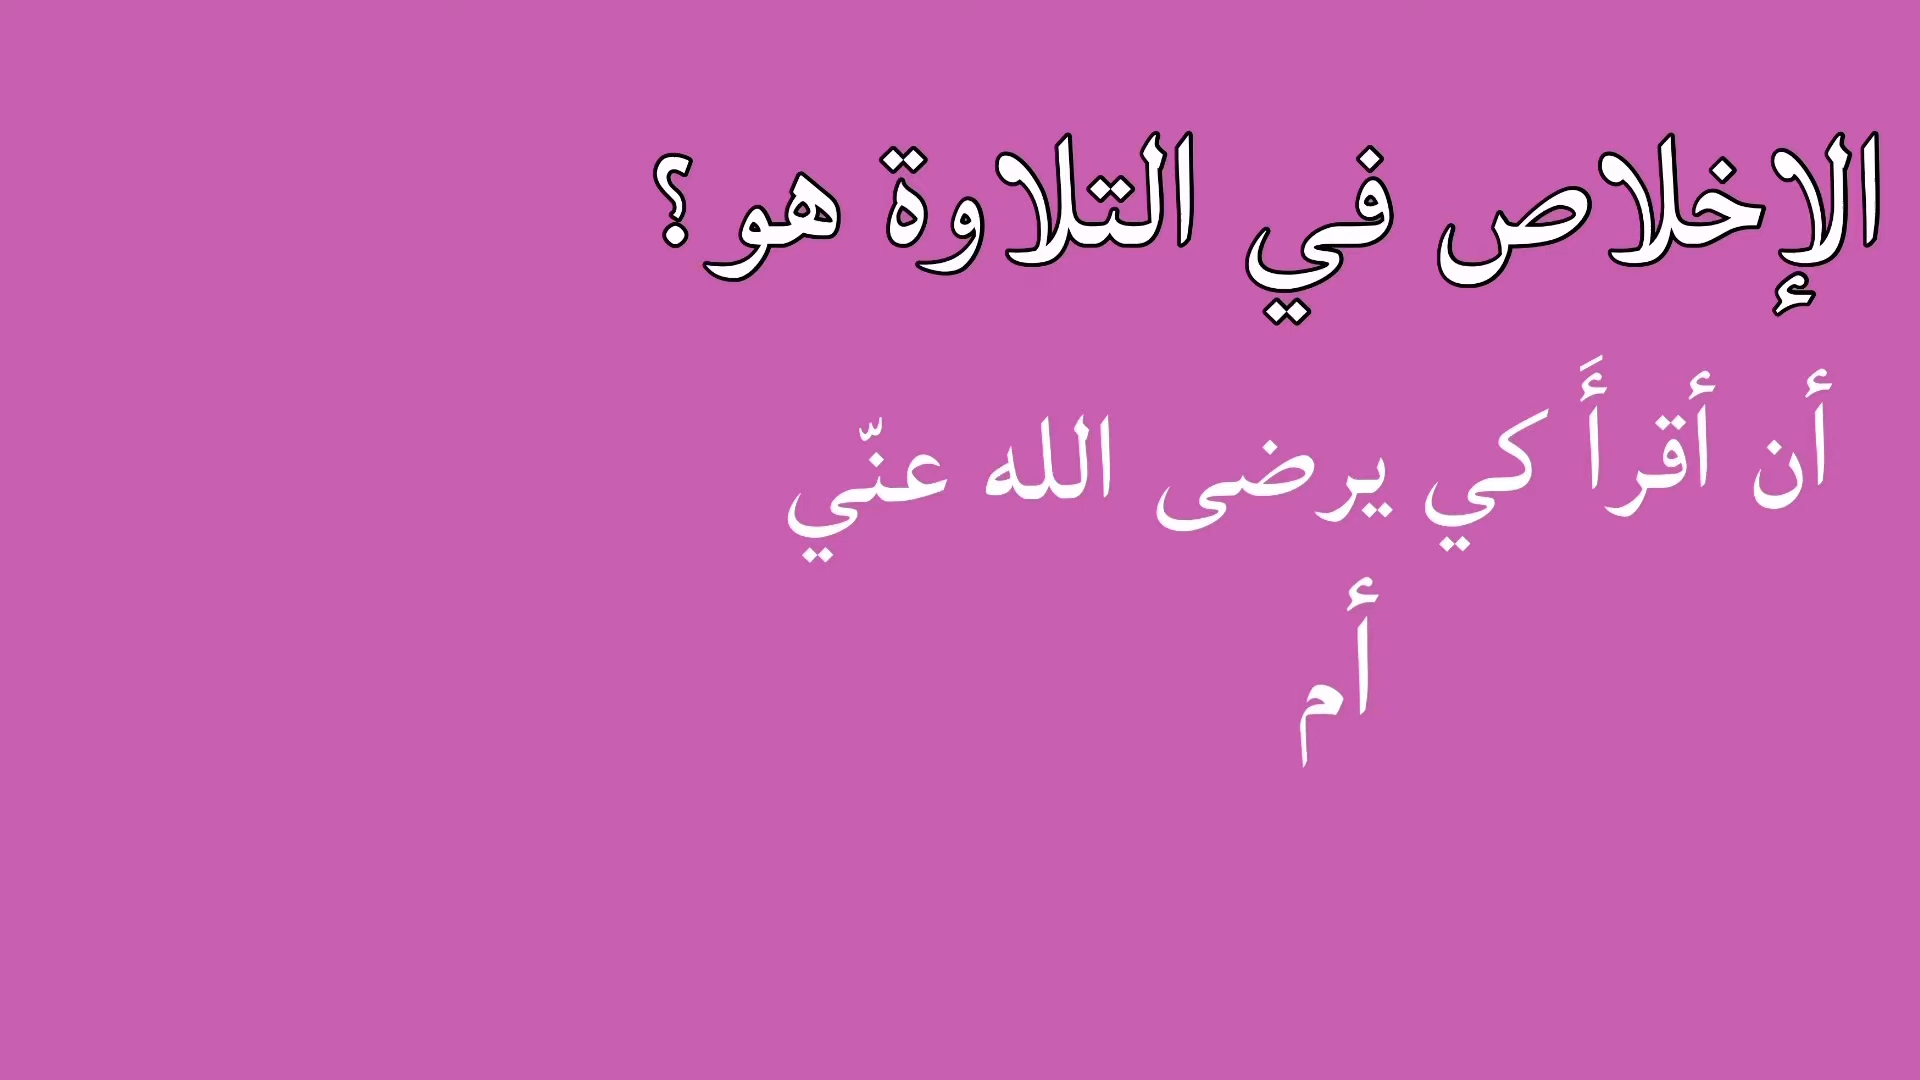 الإخلاص في التلاوة هو؟
أن أقرأَ كي يرضى الله عنّي
أم